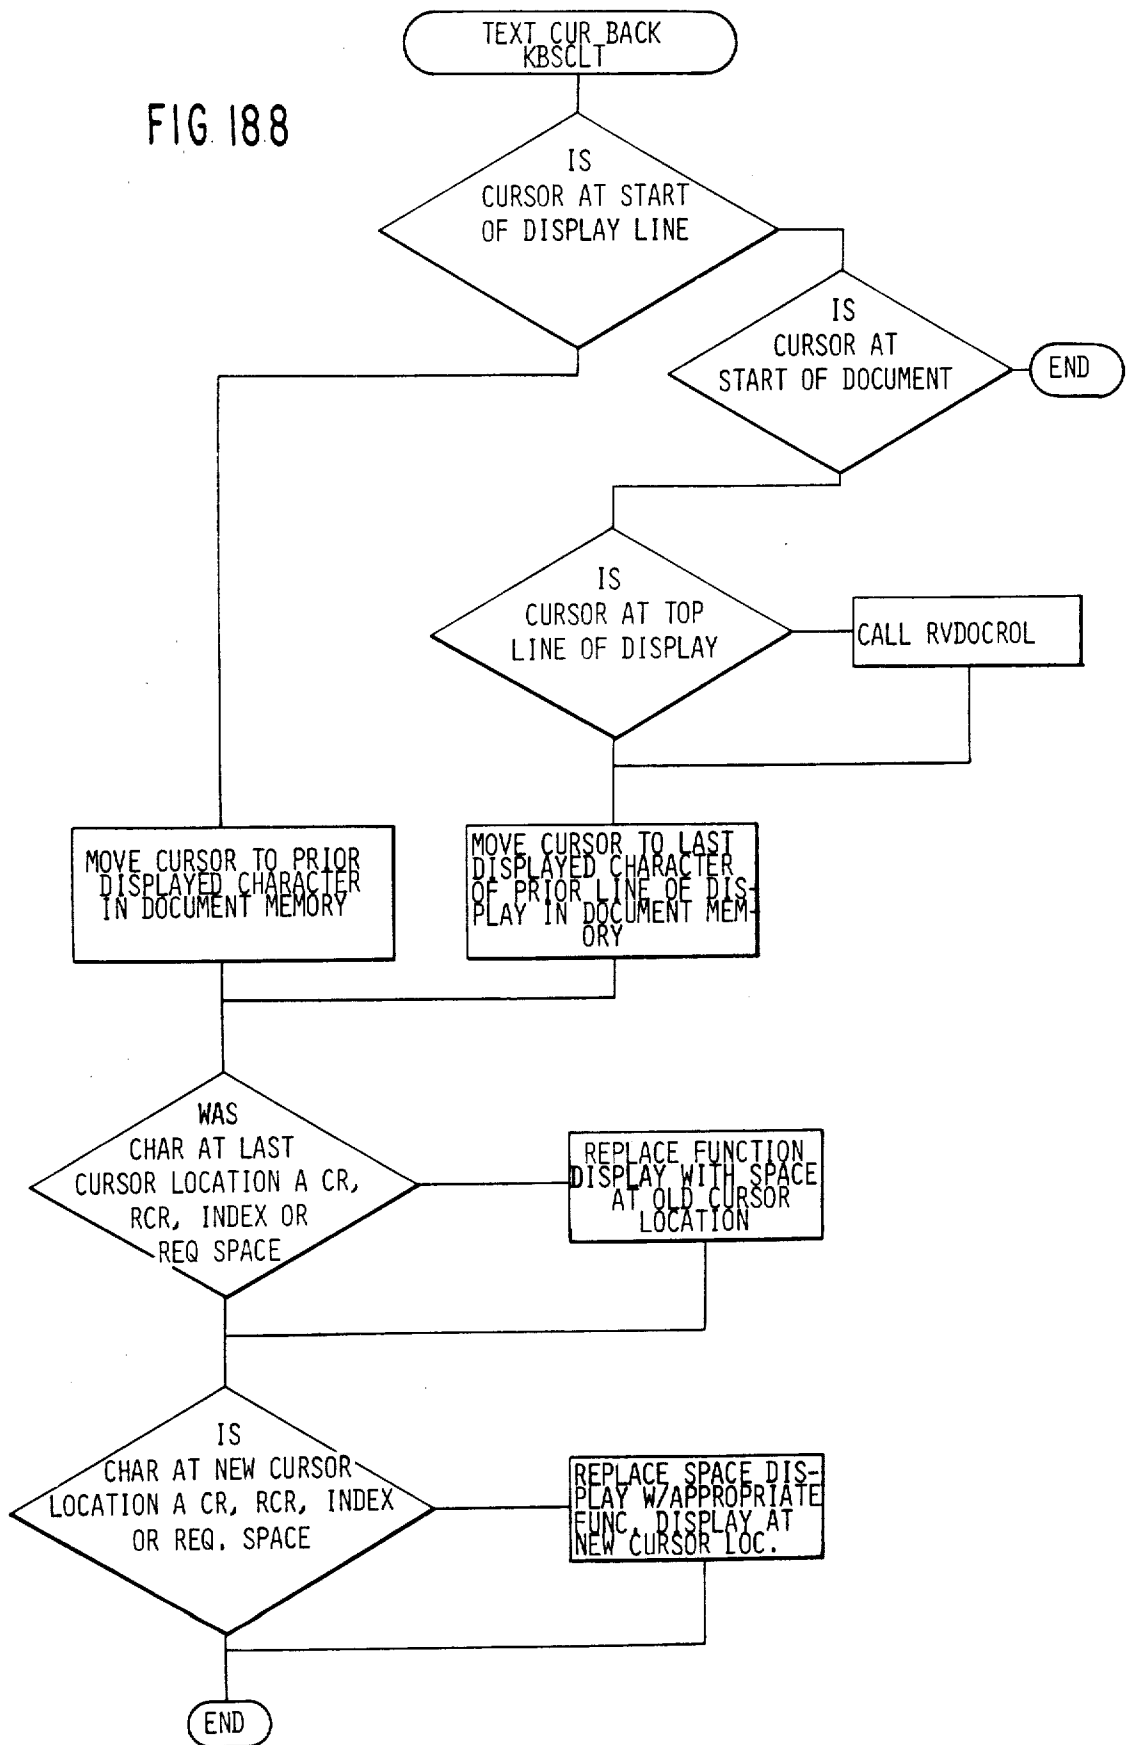 TEXT CUR BACK
KBSCLT
FIG. 18.8
IS
CURSOR AT START
OF DISPLAY LINE
IS
CURSOR AT
START OF DOCUMENT
END
IS
CURSOR AT TOP
LINE OF DISPLAY
CALL RVDOCROL
MOVE CURSOR TO PRIOR
DISPLAYED CHARACTER
IN DOCUMENT MEMORY
MOVE CURSOR TO LAST
DISPLAYED CHARACTER
OF PRIOR LINE OF DIS-
PLAY IN DOCUMENT MEM-
ORY
WAS
CHAR AT LAST
CURSOR LOCATION A CR,
RCR, INDEX OR
REQ SPACE
REPLACE FUNCTION
DISPLAY WITH SPACE
AT OLD CURSOR
LOCATION
IS
CHAR AT NEW CURSOR
LOCATION A CR, RCR, INDEX
OR REQ. SPACE
REPLACE SPACE DIS-
PLAY W/APPROPRIATE
FUNC. DISPLAY AT
NEW CURSOR LOC.
END